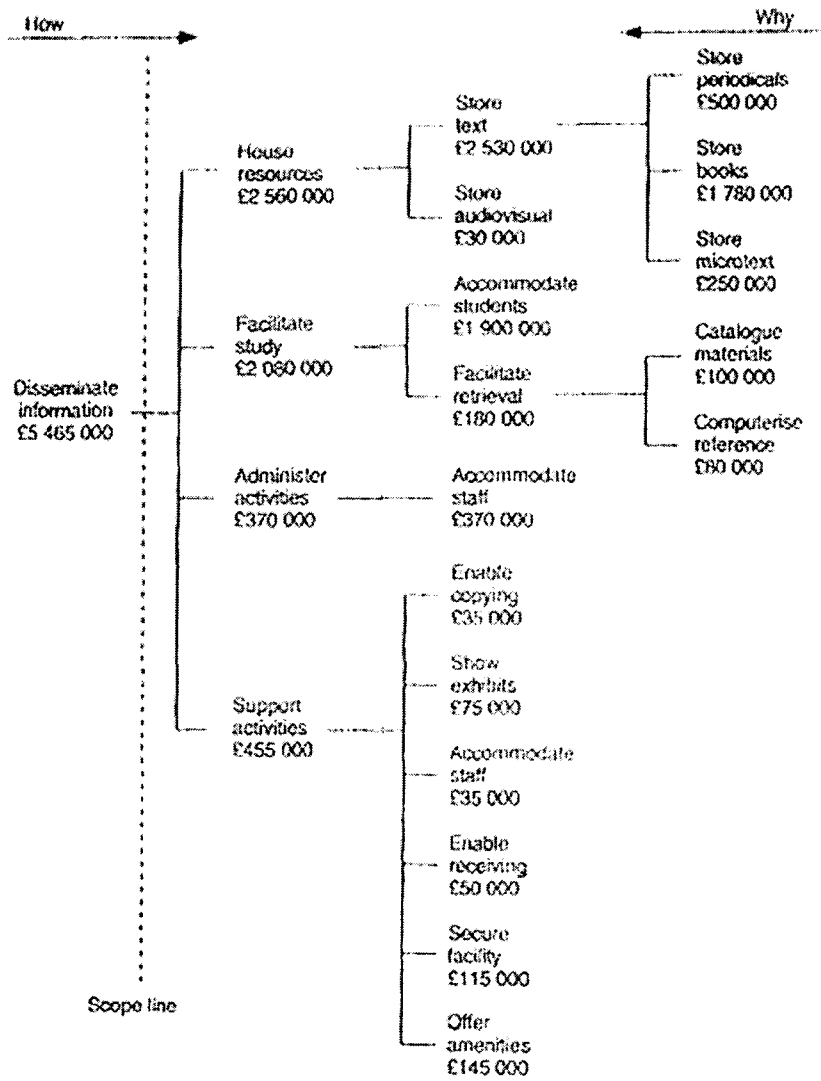 How
Why
Disseminate
information
£5 465 000
House
resources
£2 560 000
Facilitate
study
£2 080 000
Administer
activities
£370 000
Support
activities
£455 000
Store
text
£2 530 000
Store
audiovisual
£30 000
Accommodate
students
£1 900 000
Facilitate
retrieval
£180 000
Accommodate
staff
£370 000
Enable
copying
£35 000
Show
exhibits
£75 000
Accommodate
staff
£35 000
Enable
receiving
£50 000
Secure
facility
£115 000
Offer
amenities
£145 000
Store
periodicals
£500 000
Store
books
£1 780 000
Store
microtext
£250 000
Catalogue
materials
£100 000
Computerise
reference
£80 000
Scope line